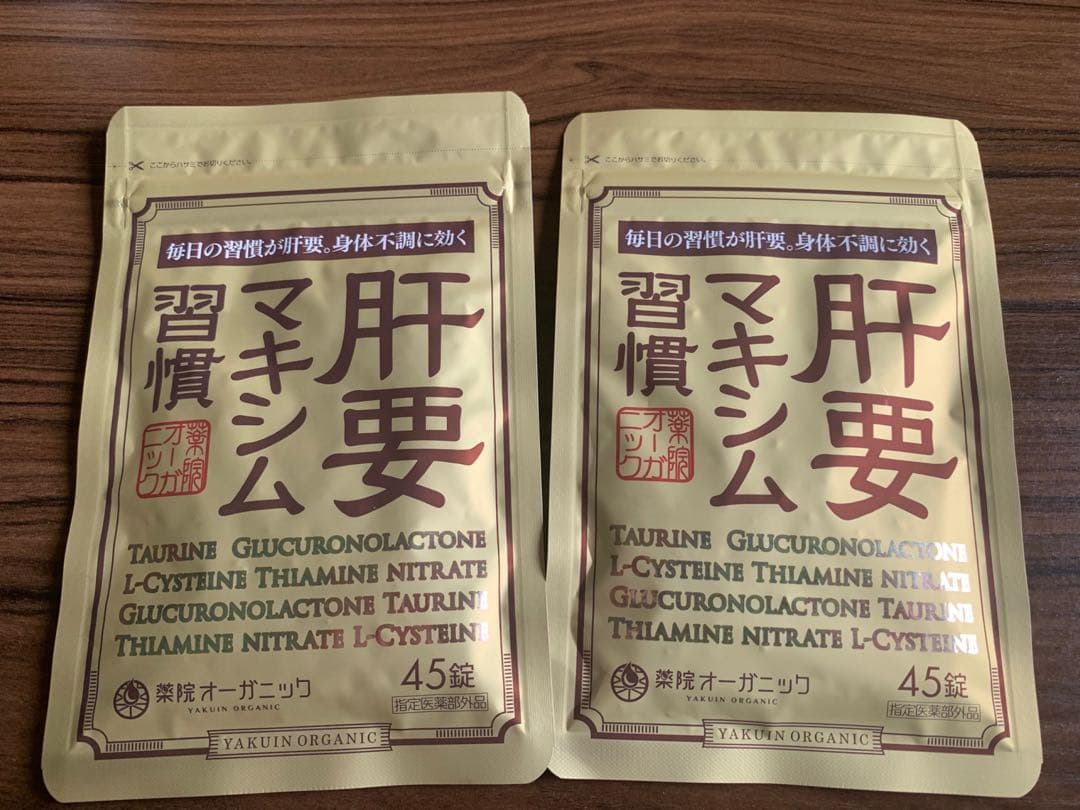 ここからハサミでお切りください。
毎日の習慣が肝要。身体不調に効く
肝要
マキシム
習慣
薬院
オーガ
ニック
TAURINE GLUCURONOLACTONE
L-CYSTEINE THIAMINE NITRATE
GLUCURONOLACTONE TAURINE
THIAMINE NITRATE L-CYSTEINE
薬院オーガニック
YAKUIN ORGANIC
45錠
指定医薬部外品
YAKUIN ORGANIC
ここからハサミでお切りください。
毎日の習慣が肝要。身体不調に効く
肝要
マキシム
習慣
薬院
オーガ
ニック
TAURINE GLUCURONOLACTONE
L-CYSTEINE THIAMINE NITRATE
GLUCURONOLACTONE TAURINE
THIAMINE NITRATE L-CYSTEINE
薬院オーガニック
YAKUIN ORGANIC
45錠
指定医薬部外品
YAKUIN ORGANIC